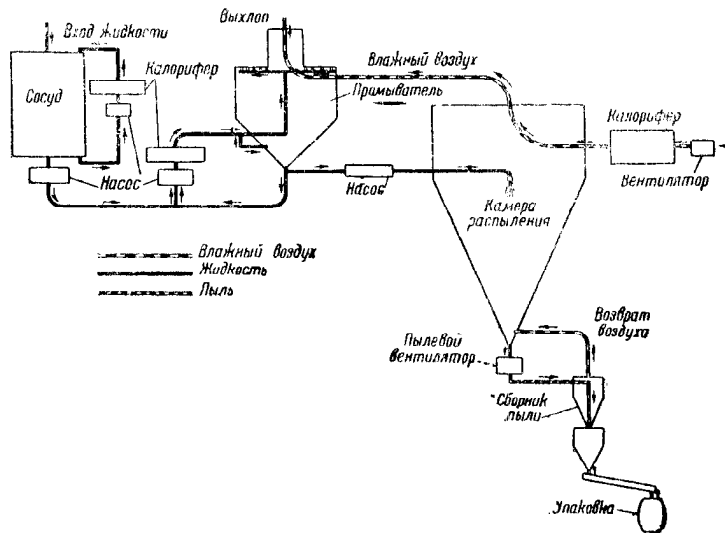 Выхлоп
Вход жидкости
Калорифер
Сосуд
Влажный воздух
Промыватель
Калорифер
Вентилятор
Насос
Насос
Камера
распыления
Влажный воздух
Жидкость
Пыль
Возврат
воздуха
Пылевой
вентилятор
Сборник
пыли
Упаковка